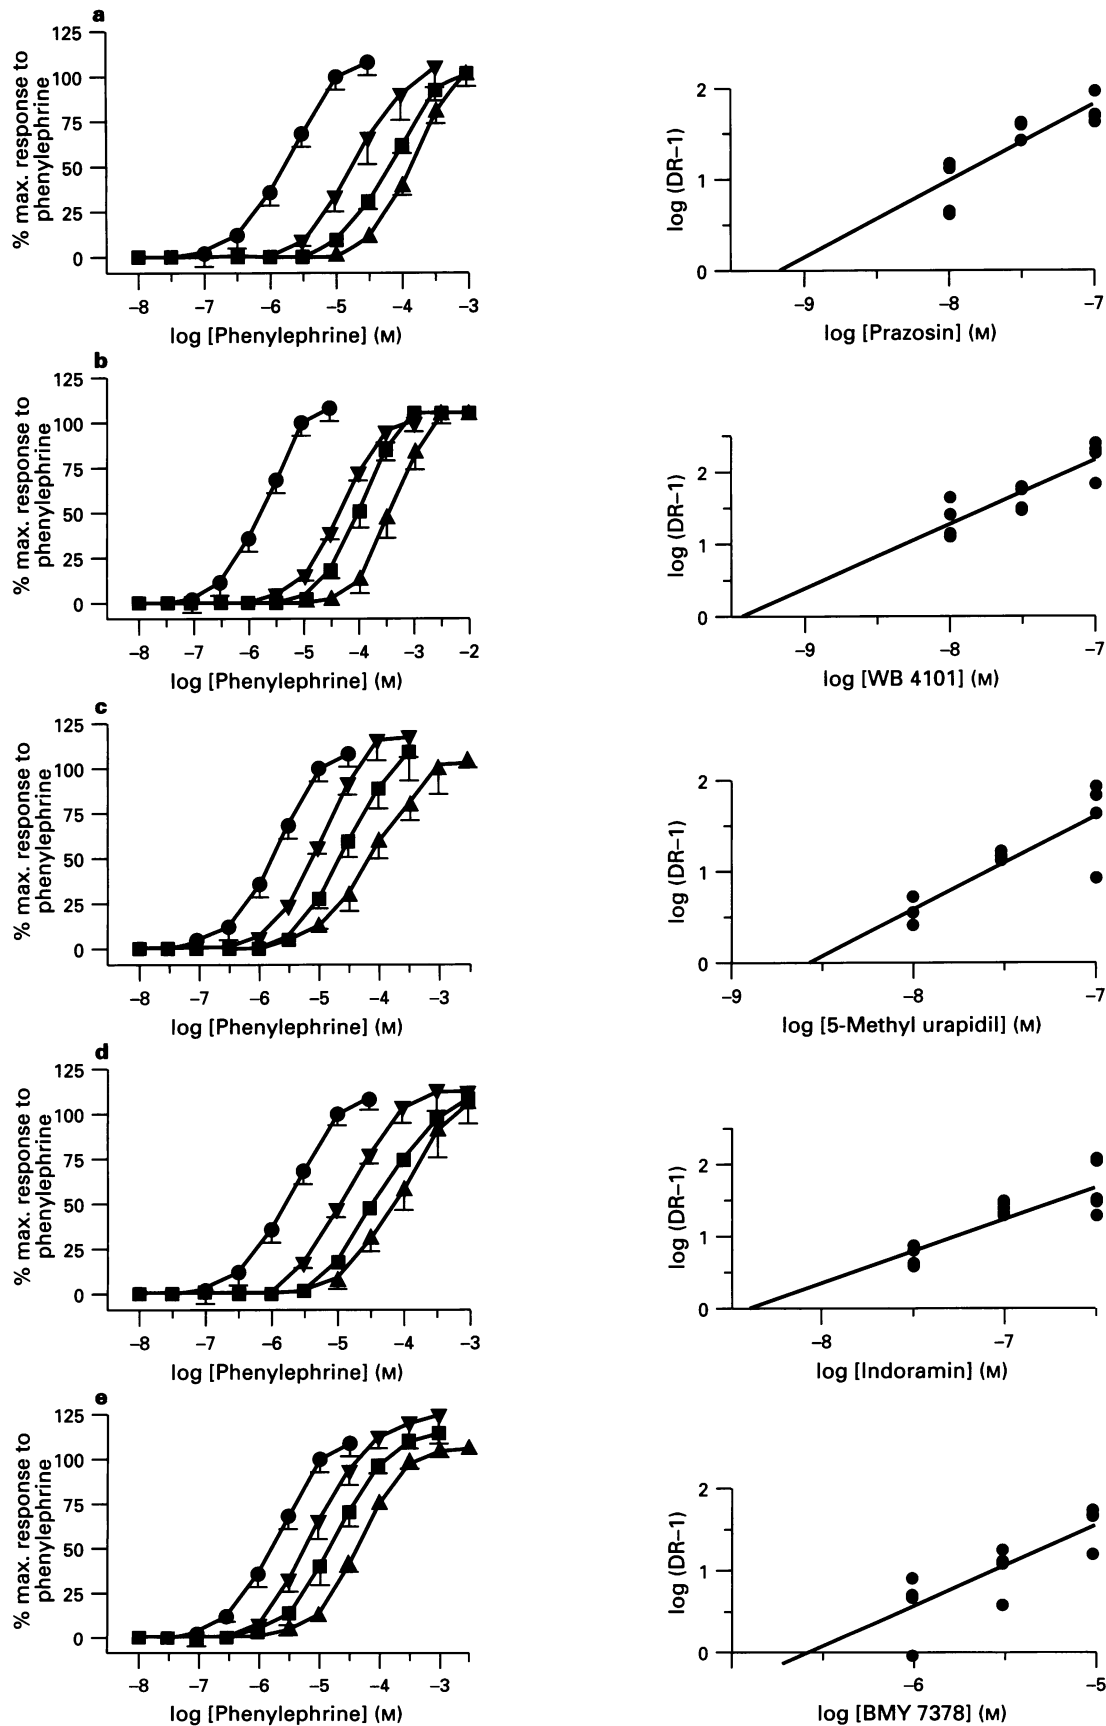 a
125
100
75
50
25
0
% max. response to
phenylephrine
−8 −7 −6 −5 −4 −3
log [Phenylephrine] (M)
2
1
0
log (DR−1)
−9 −8 −7
log [Prazosin] (M)
b
125
100
75
50
25
0
% max. response to
phenylephrine
−8 −7 −6 −5 −4 −3 −2
log [Phenylephrine] (M)
2
1
0
log (DR−1)
−9 −8 −7
log [WB 4101] (M)
c
125
100
75
50
25
0
% max. response to
phenylephrine
−8 −7 −6 −5 −4 −3
log [Phenylephrine] (M)
2
1
0
log (DR−1)
−9 −8 −7
log [5-Methyl urapidil] (M)
d
125
100
75
50
25
0
% max. response to
phenylephrine
−8 −7 −6 −5 −4 −3
log [Phenylephrine] (M)
2
1
0
log (DR−1)
−8 −7
log [Indoramin] (M)
e
125
100
75
50
25
0
% max. response to
phenylephrine
−8 −7 −6 −5 −4 −3
log [Phenylephrine] (M)
2
1
0
log (DR−1)
−6 −5
log [BMY 7378] (M)